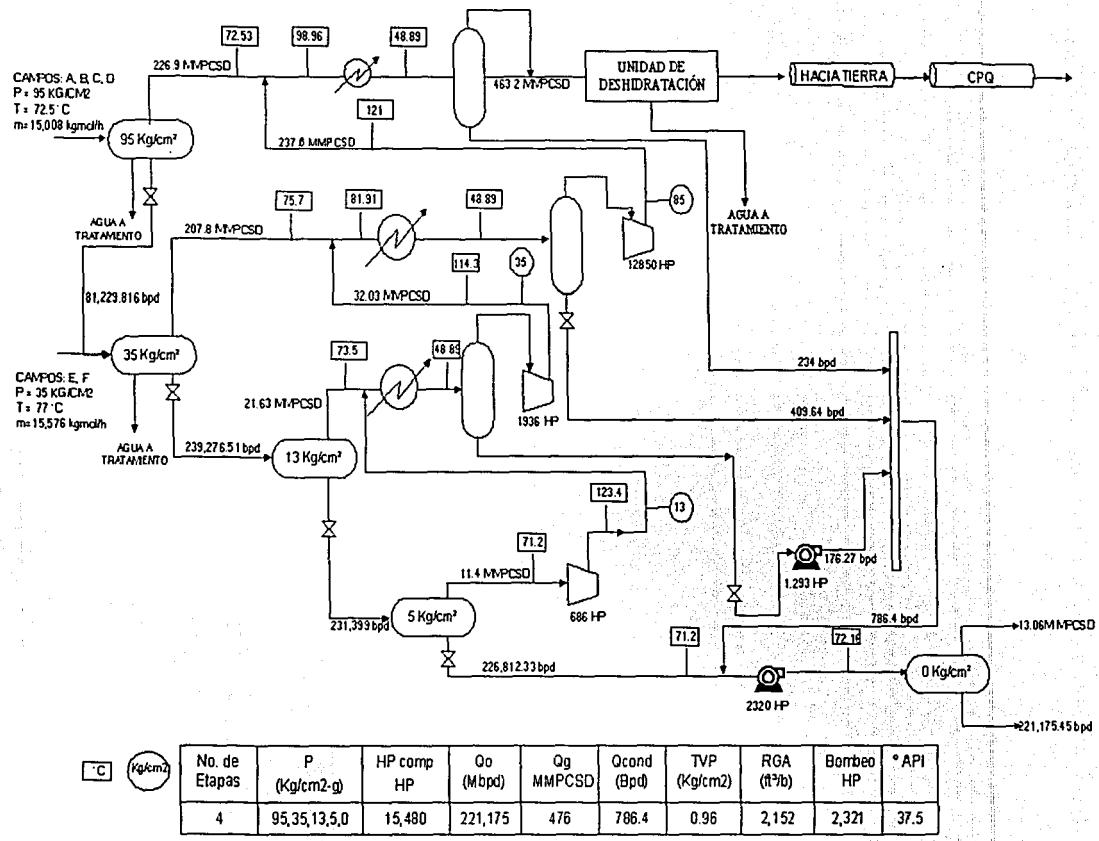 72.53
98.96
48.89
226.9 MMPCSD
463.2 MMPCSD
UNIDAD DE
DESHIDRATACIÓN
HACIA TIERRA
CPQ
CAMPOS: A, B, C, D
P = 95 KG/CM2
T = 72.5°C
m=15,008 kgmol/h
95 Kg/cm²
121
237.6 MMPCSD
AGUA A
TRATAMIENTO
75.7
81.91
48.89
85
AGUA A
TRATAMIENTO
207.8 MMPCSD
12850 HP
114.3
35
32.03 MMPCSD
81,229.816 bpd
35 Kg/cm²
CAMPOS: E, F
P = 35 KG/CM2
T = 77 °C
m=15,576 kgmol/h
AGUA A
TRATAMIENTO
73.5
48.89
21.63 MMPCSD
1936 HP
234 bpd
409.64 bpd
239,276.51 bpd
13 Kg/cm²
123.4
13
71.2
11.4 MMPCSD
686 HP
176.27 bpd
1.293 HP
5 Kg/cm²
231,399 bpd
786.4 bpd
71.2
72.16
13.06MMPCSD
226,812.33 bpd
0 Kg/cm²
2320 HP
221,175.45 bpd
°C
Kg/cm2
No. de Etapas P (Kg/cm2-g) HP comp HP Qo (Mbpd) Qg MMPCSD Qcond (Bpd) TVP (Kg/cm2) RGA (ft³/b) Bombeo HP °API
4 95,35,13,5,0 15,480 221,175 476 786.4 0.96 2,152 2,321 37.5